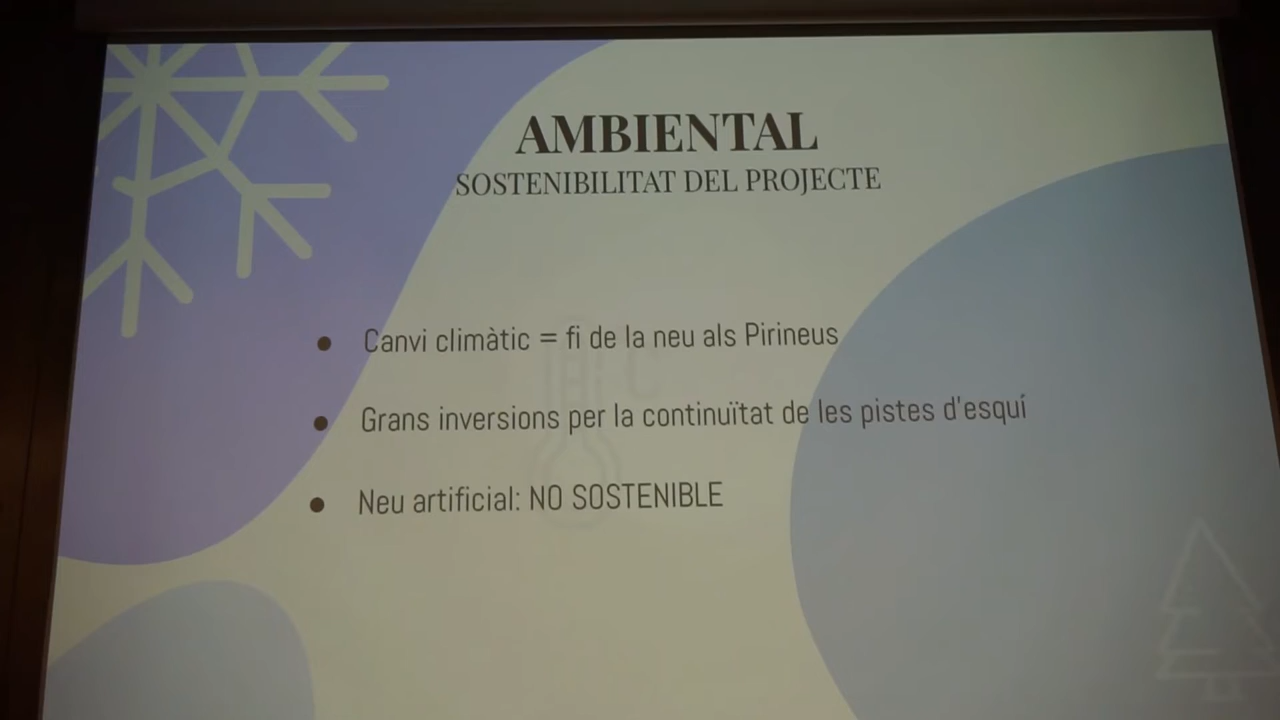 AMBIENTAL
SOSTENIBILITAT DEL PROJECTE
● Canvi climàtic = fi de la neu als Pirineus
● Grans inversions per la continuïtat de les pistes d'esquí
● Neu artificial: NO SOSTENIBLE
C